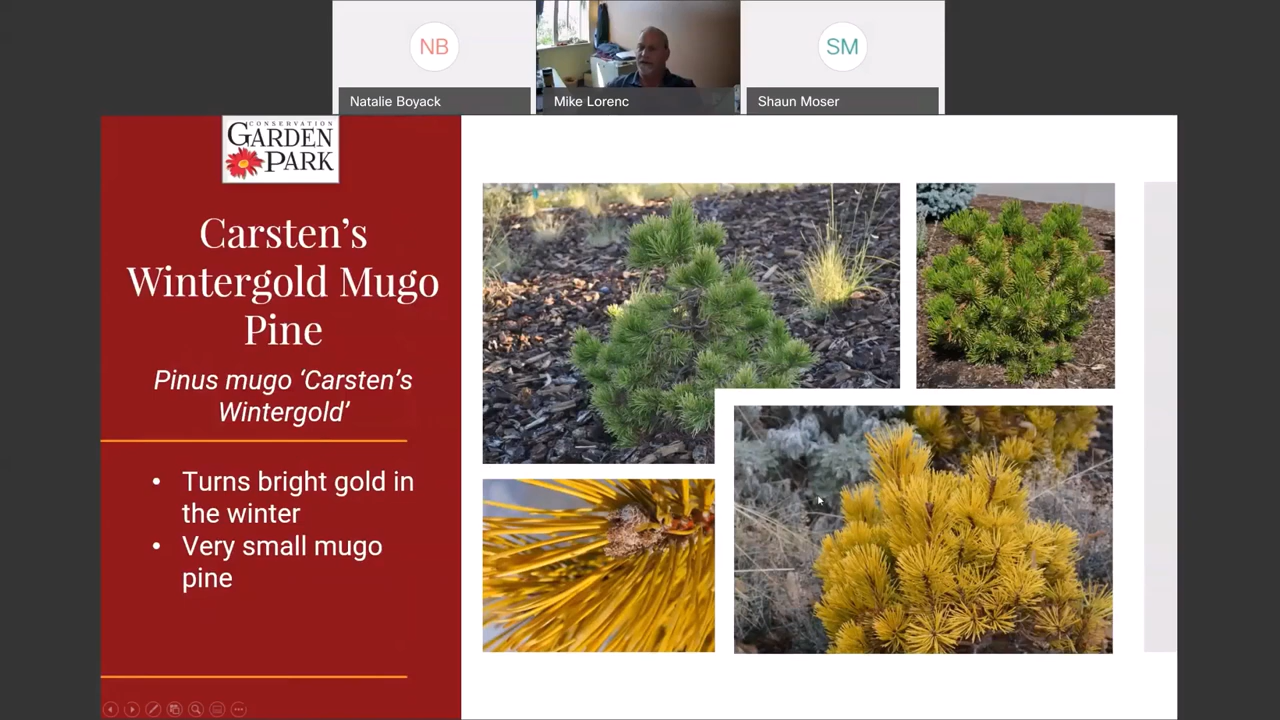 NB
SM
Natalie Boyack
Mike Lorenc
Shaun Moser
CONSERVATION
GARDEN
PARK
Carsten’s
Wintergold Mugo
Pine
Pinus mugo ‘Carsten’s
Wintergold’
• Turns bright gold in
the winter
• Very small mugo
pine